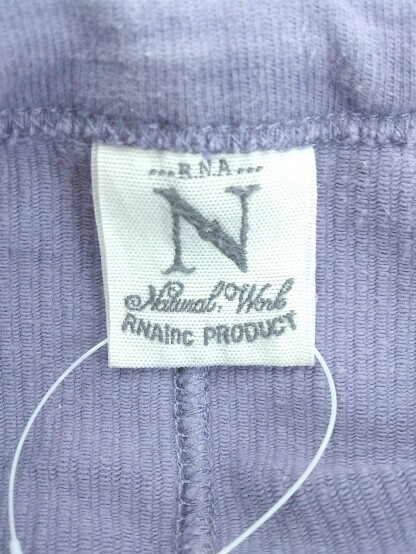 ...R.N.A...
N
Natural, Work
RNAInc PRODUCT